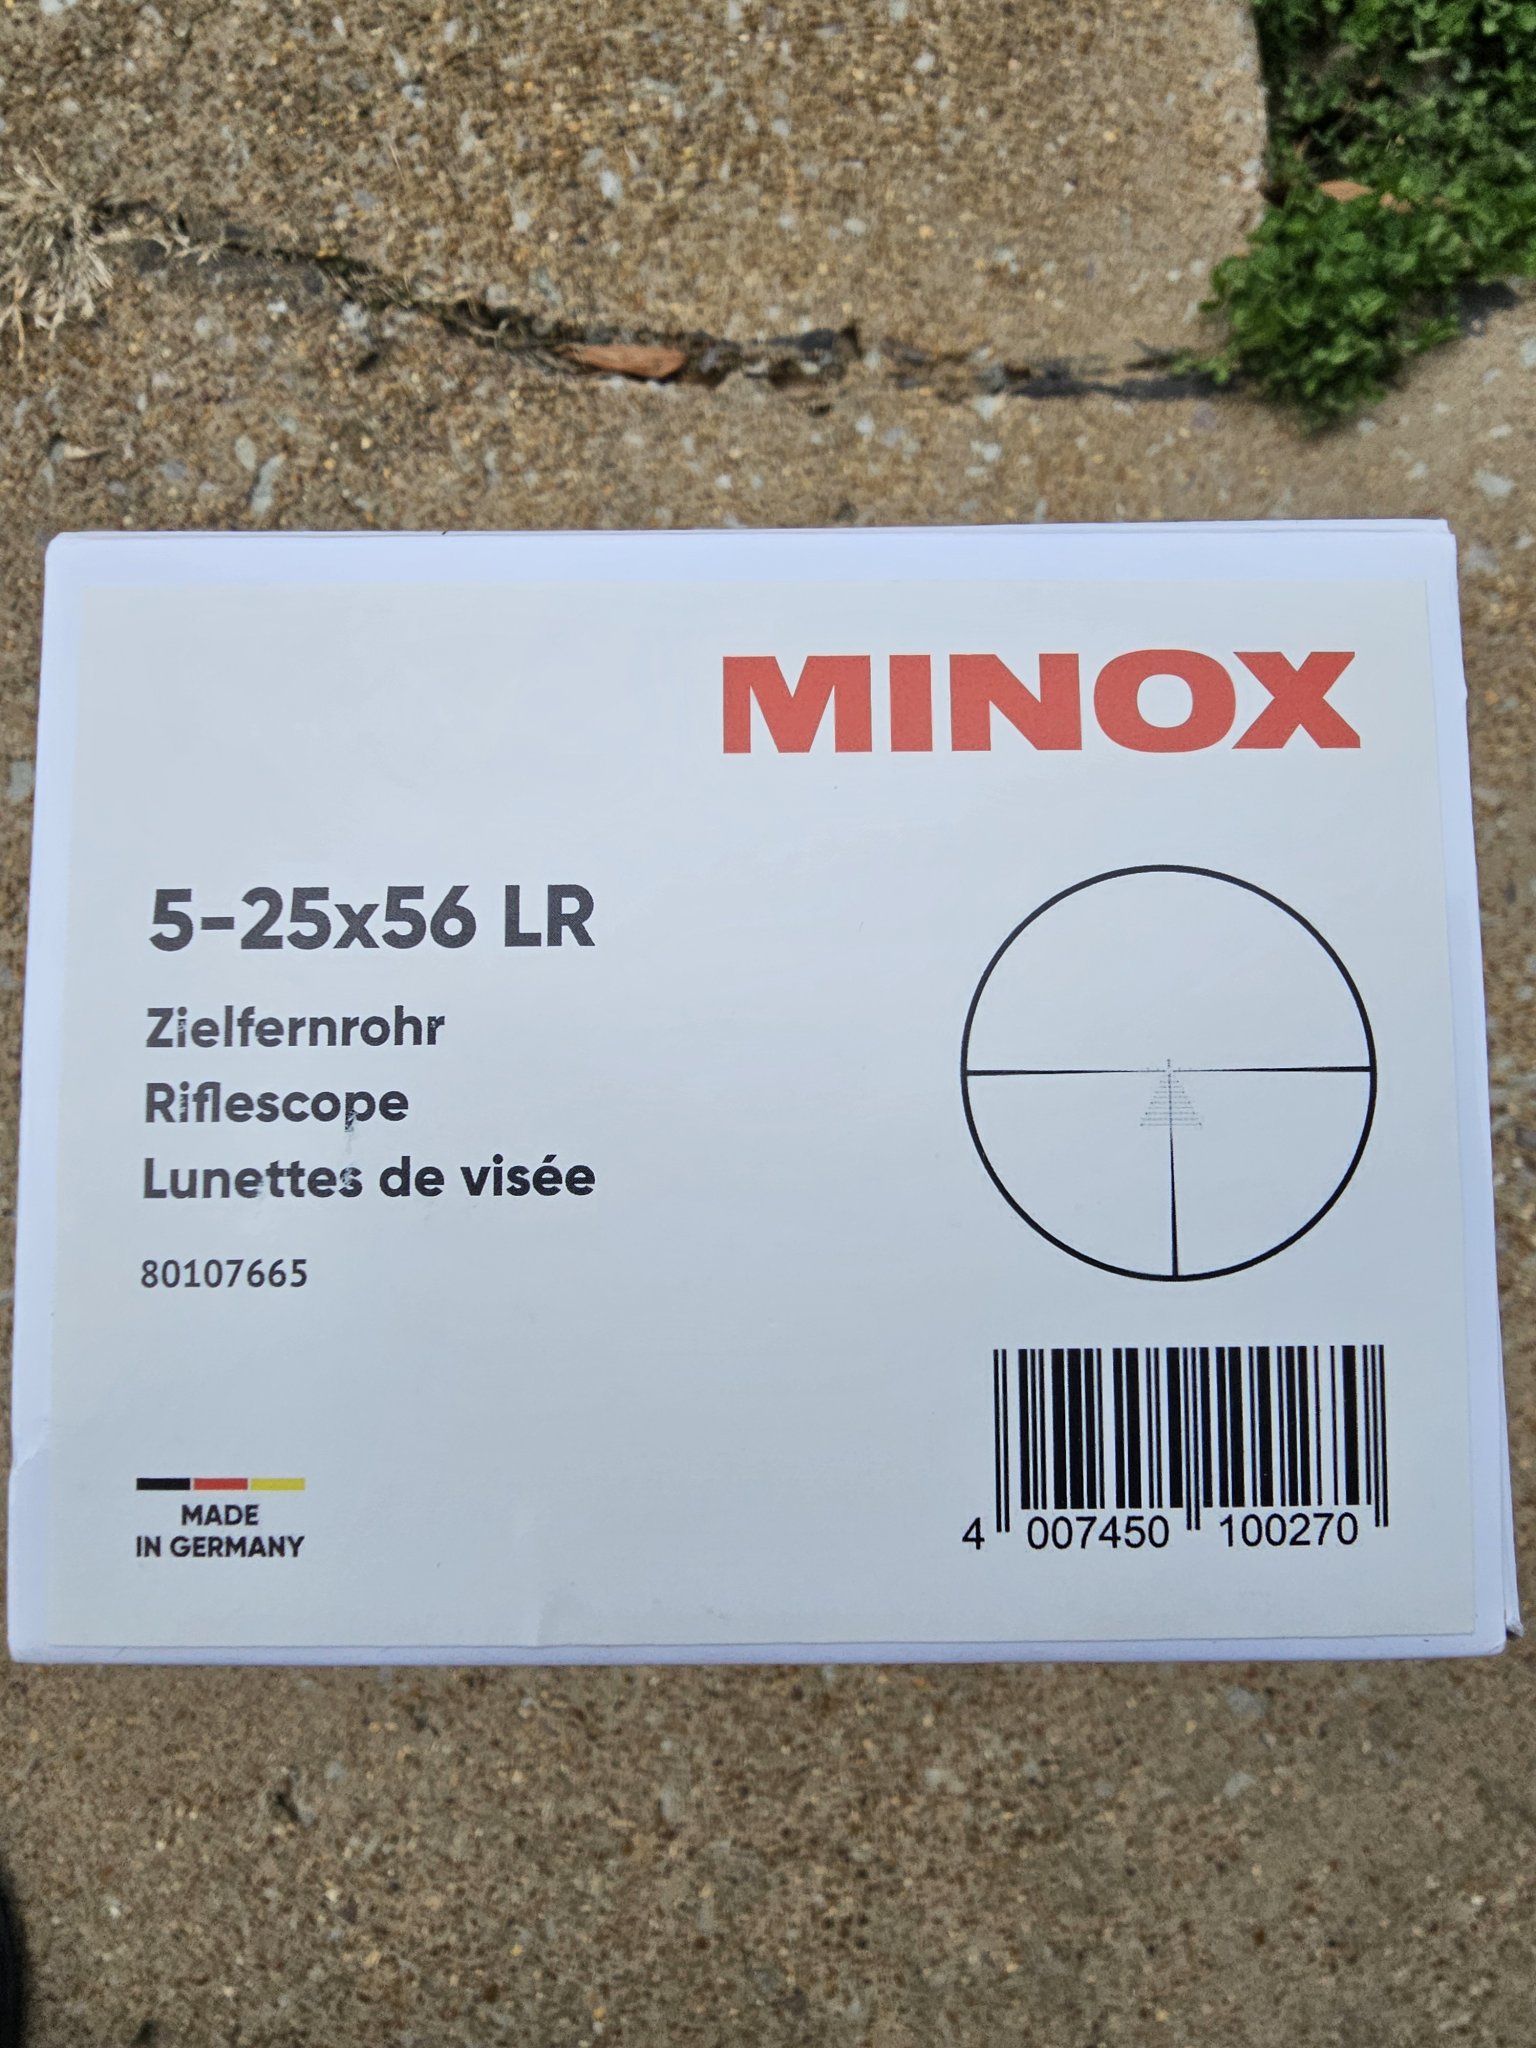 MINOX
5-25x56 LR
Zielfernrohr
Riflescope
Lunettes de visée
80107665
MADE
IN GERMANY
4 007450 100270